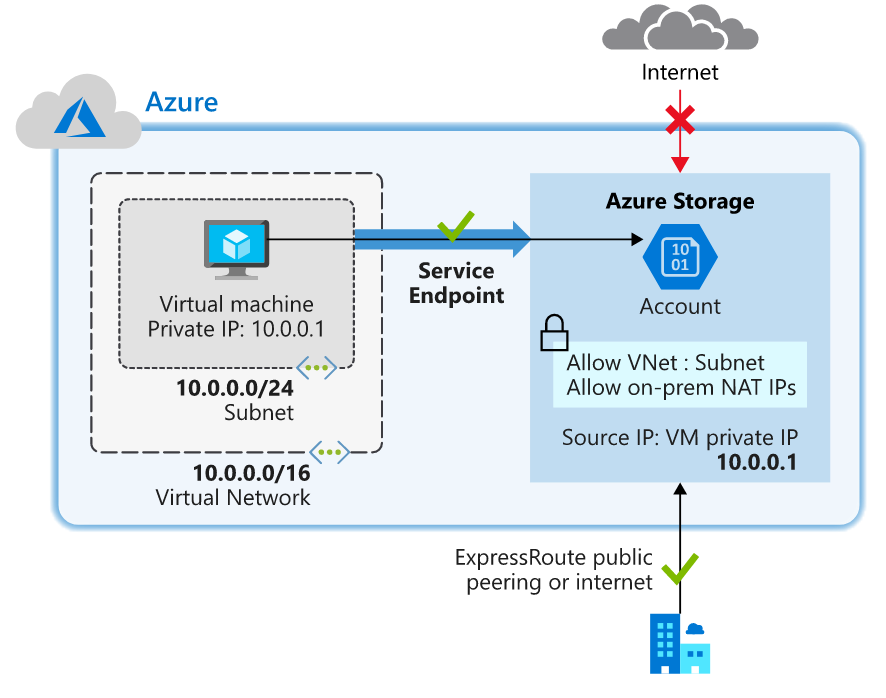 Internet
Azure
Azure Storage
10
01
Account
Service
Endpoint
Virtual machine
Private IP: 10.0.0.1
Allow VNet : Subnet
Allow on-prem NAT IPs
10.0.0.0/24
Subnet
Source IP: VM private IP
10.0.0.1
10.0.0.0/16
Virtual Network
ExpressRoute public
peering or internet